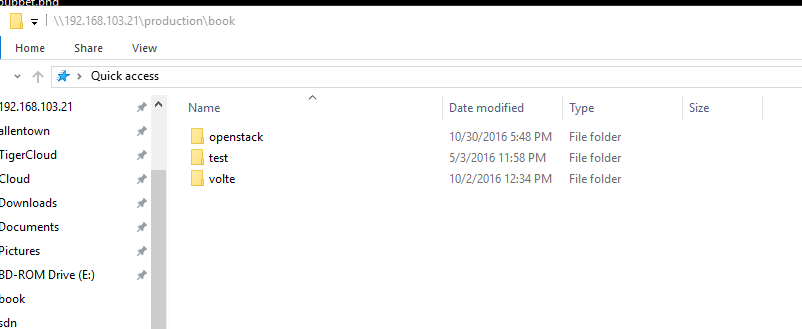 puppet.png
\\192.168.103.21\production\book
Home Share View
Quick access
192.168.103.21
allentown
TigerCloud
Cloud
Downloads
Documents
Pictures
BD-ROM Drive (E:)
book
sdn
Name Date modified Type Size
openstack 10/30/2016 5:48 PM File folder
test 5/3/2016 11:58 PM File folder
volte 10/2/2016 12:34 PM File folder